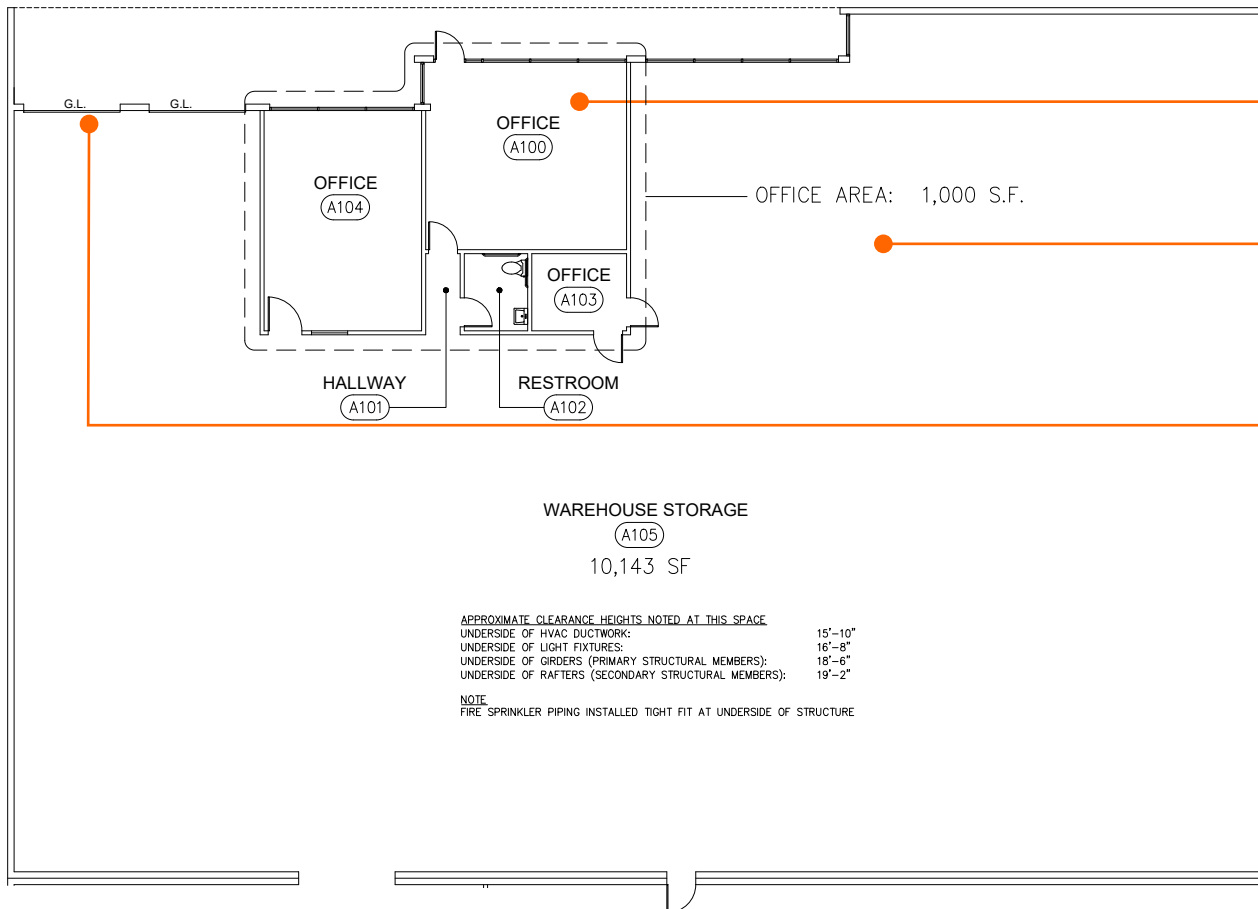 G.L.
G.L.
OFFICE
A100
OFFICE
A104
OFFICE AREA: 1,000 S.F.
OFFICE
A103
HALLWAY
A101
RESTROOM
A102
WAREHOUSE STORAGE
A105
10,143 SF
APPROXIMATE CLEARANCE HEIGHTS NOTED AT THIS SPACE
UNDERSIDE OF HVAC DUCTWORK: 15'-10"
UNDERSIDE OF LIGHT FIXTURES: 16'-8"
UNDERSIDE OF GIRDERS (PRIMARY STRUCTURAL MEMBERS): 18'-6"
UNDERSIDE OF RAFTERS (SECONDARY STRUCTURAL MEMBERS): 19'-2"
NOTE
FIRE SPRINKLER PIPING INSTALLED TIGHT FIT AT UNDERSIDE OF STRUCTURE